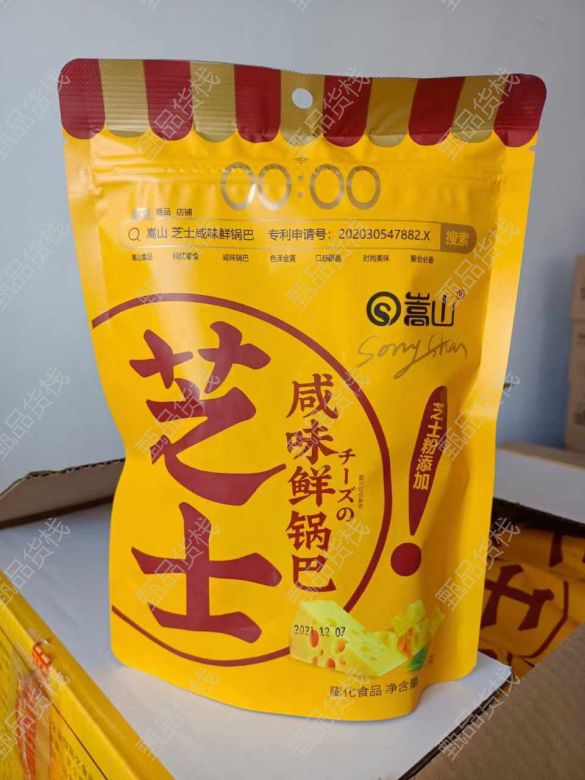 00:00
商品 店铺
嵩山 芝士咸味鲜锅巴 专利申请号：202030547882.X 搜索
嵩山食品 网红零食 咸味锅巴 色泽金黄 口感酥脆 时尚美味 聚会必备
嵩山®
Song Shan
芝士
咸味鲜锅巴
チーズの
芝士粉添加
2021 12 07
膨化食品 净含量
甄品货栈